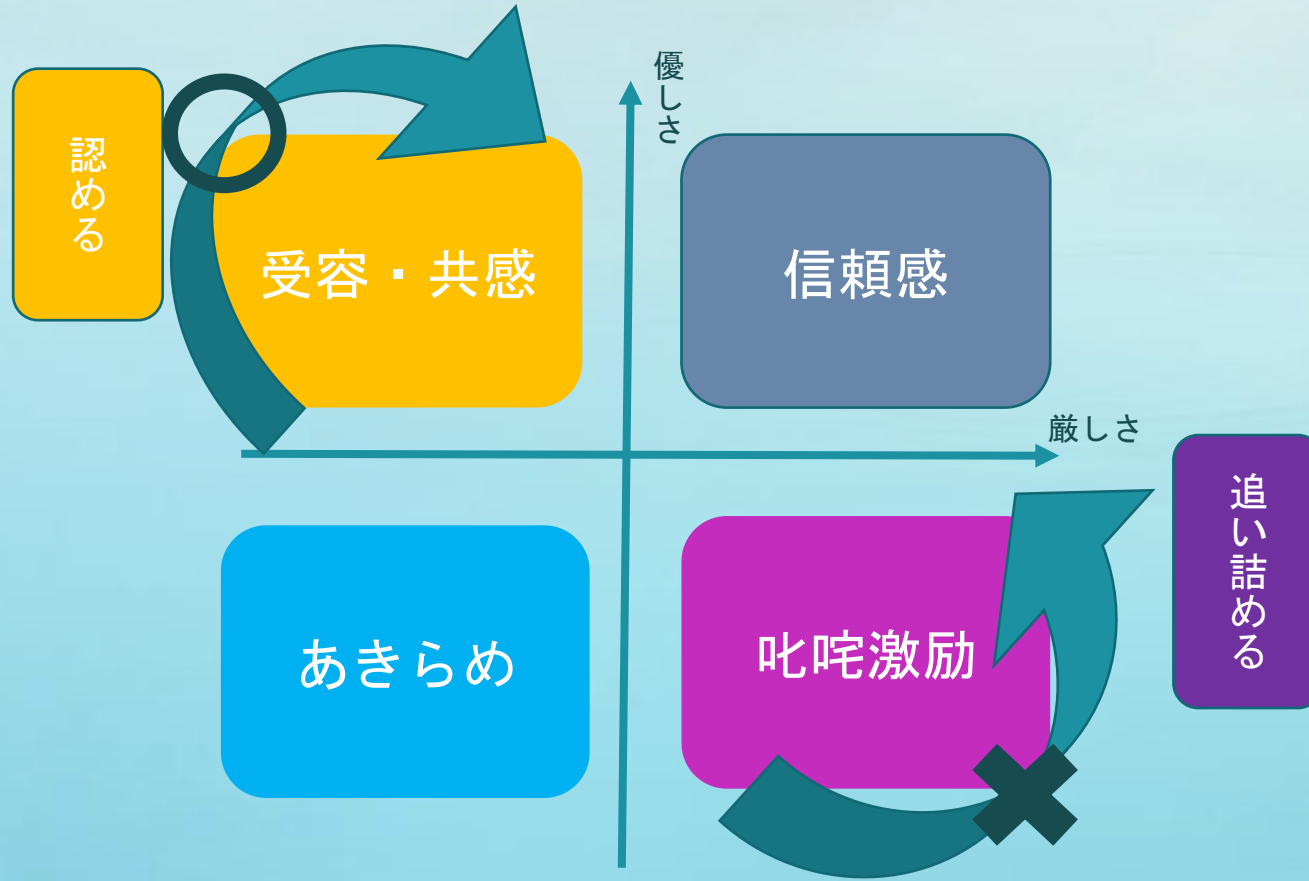 優しさ
認める
受容・共感
信頼感
厳しさ
追い詰める
あきらめ
叱咤激励